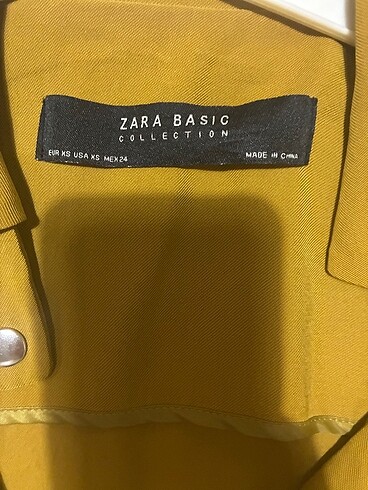 ZARA BASIC
COLLECTION
EUR XS USA XS MEX 24 MADE IN CHINA